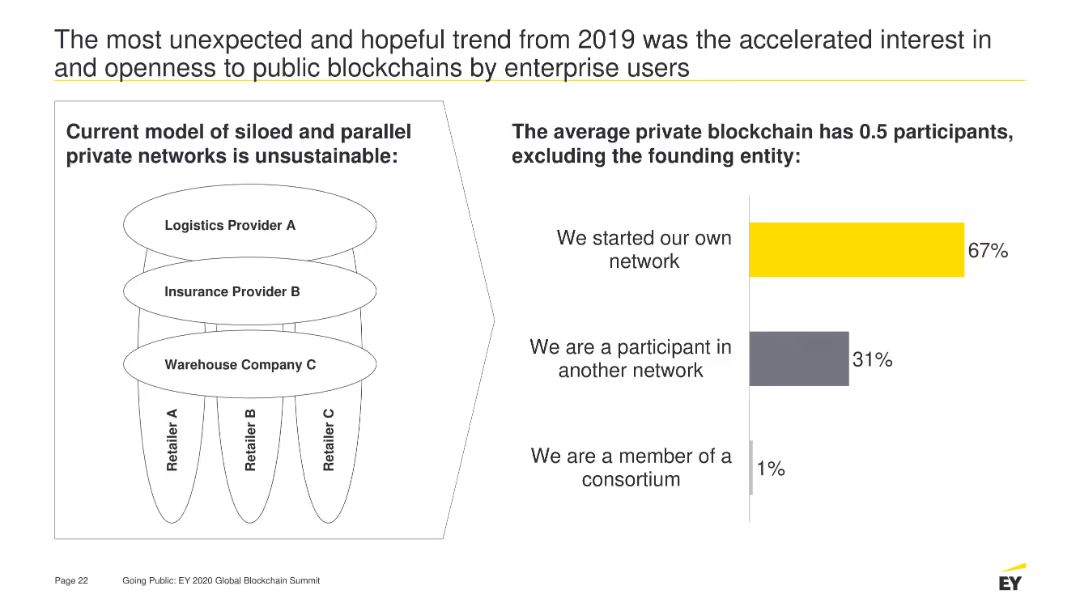 The most unexpected and hopeful trend from 2019 was the accelerated interest in
and openness to public blockchains by enterprise users
Current model of siloed and parallel
private networks is unsustainable:
Logistics Provider A
Insurance Provider B
Warehouse Company C
Retailer A
Retailer B
Retailer C
The average private blockchain has 0.5 participants,
excluding the founding entity:
We started our own
network
67%
We are a participant in
another network
31%
We are a member of a
consortium
1%
Page 22
Going Public: EY 2020 Global Blockchain Summit
EY